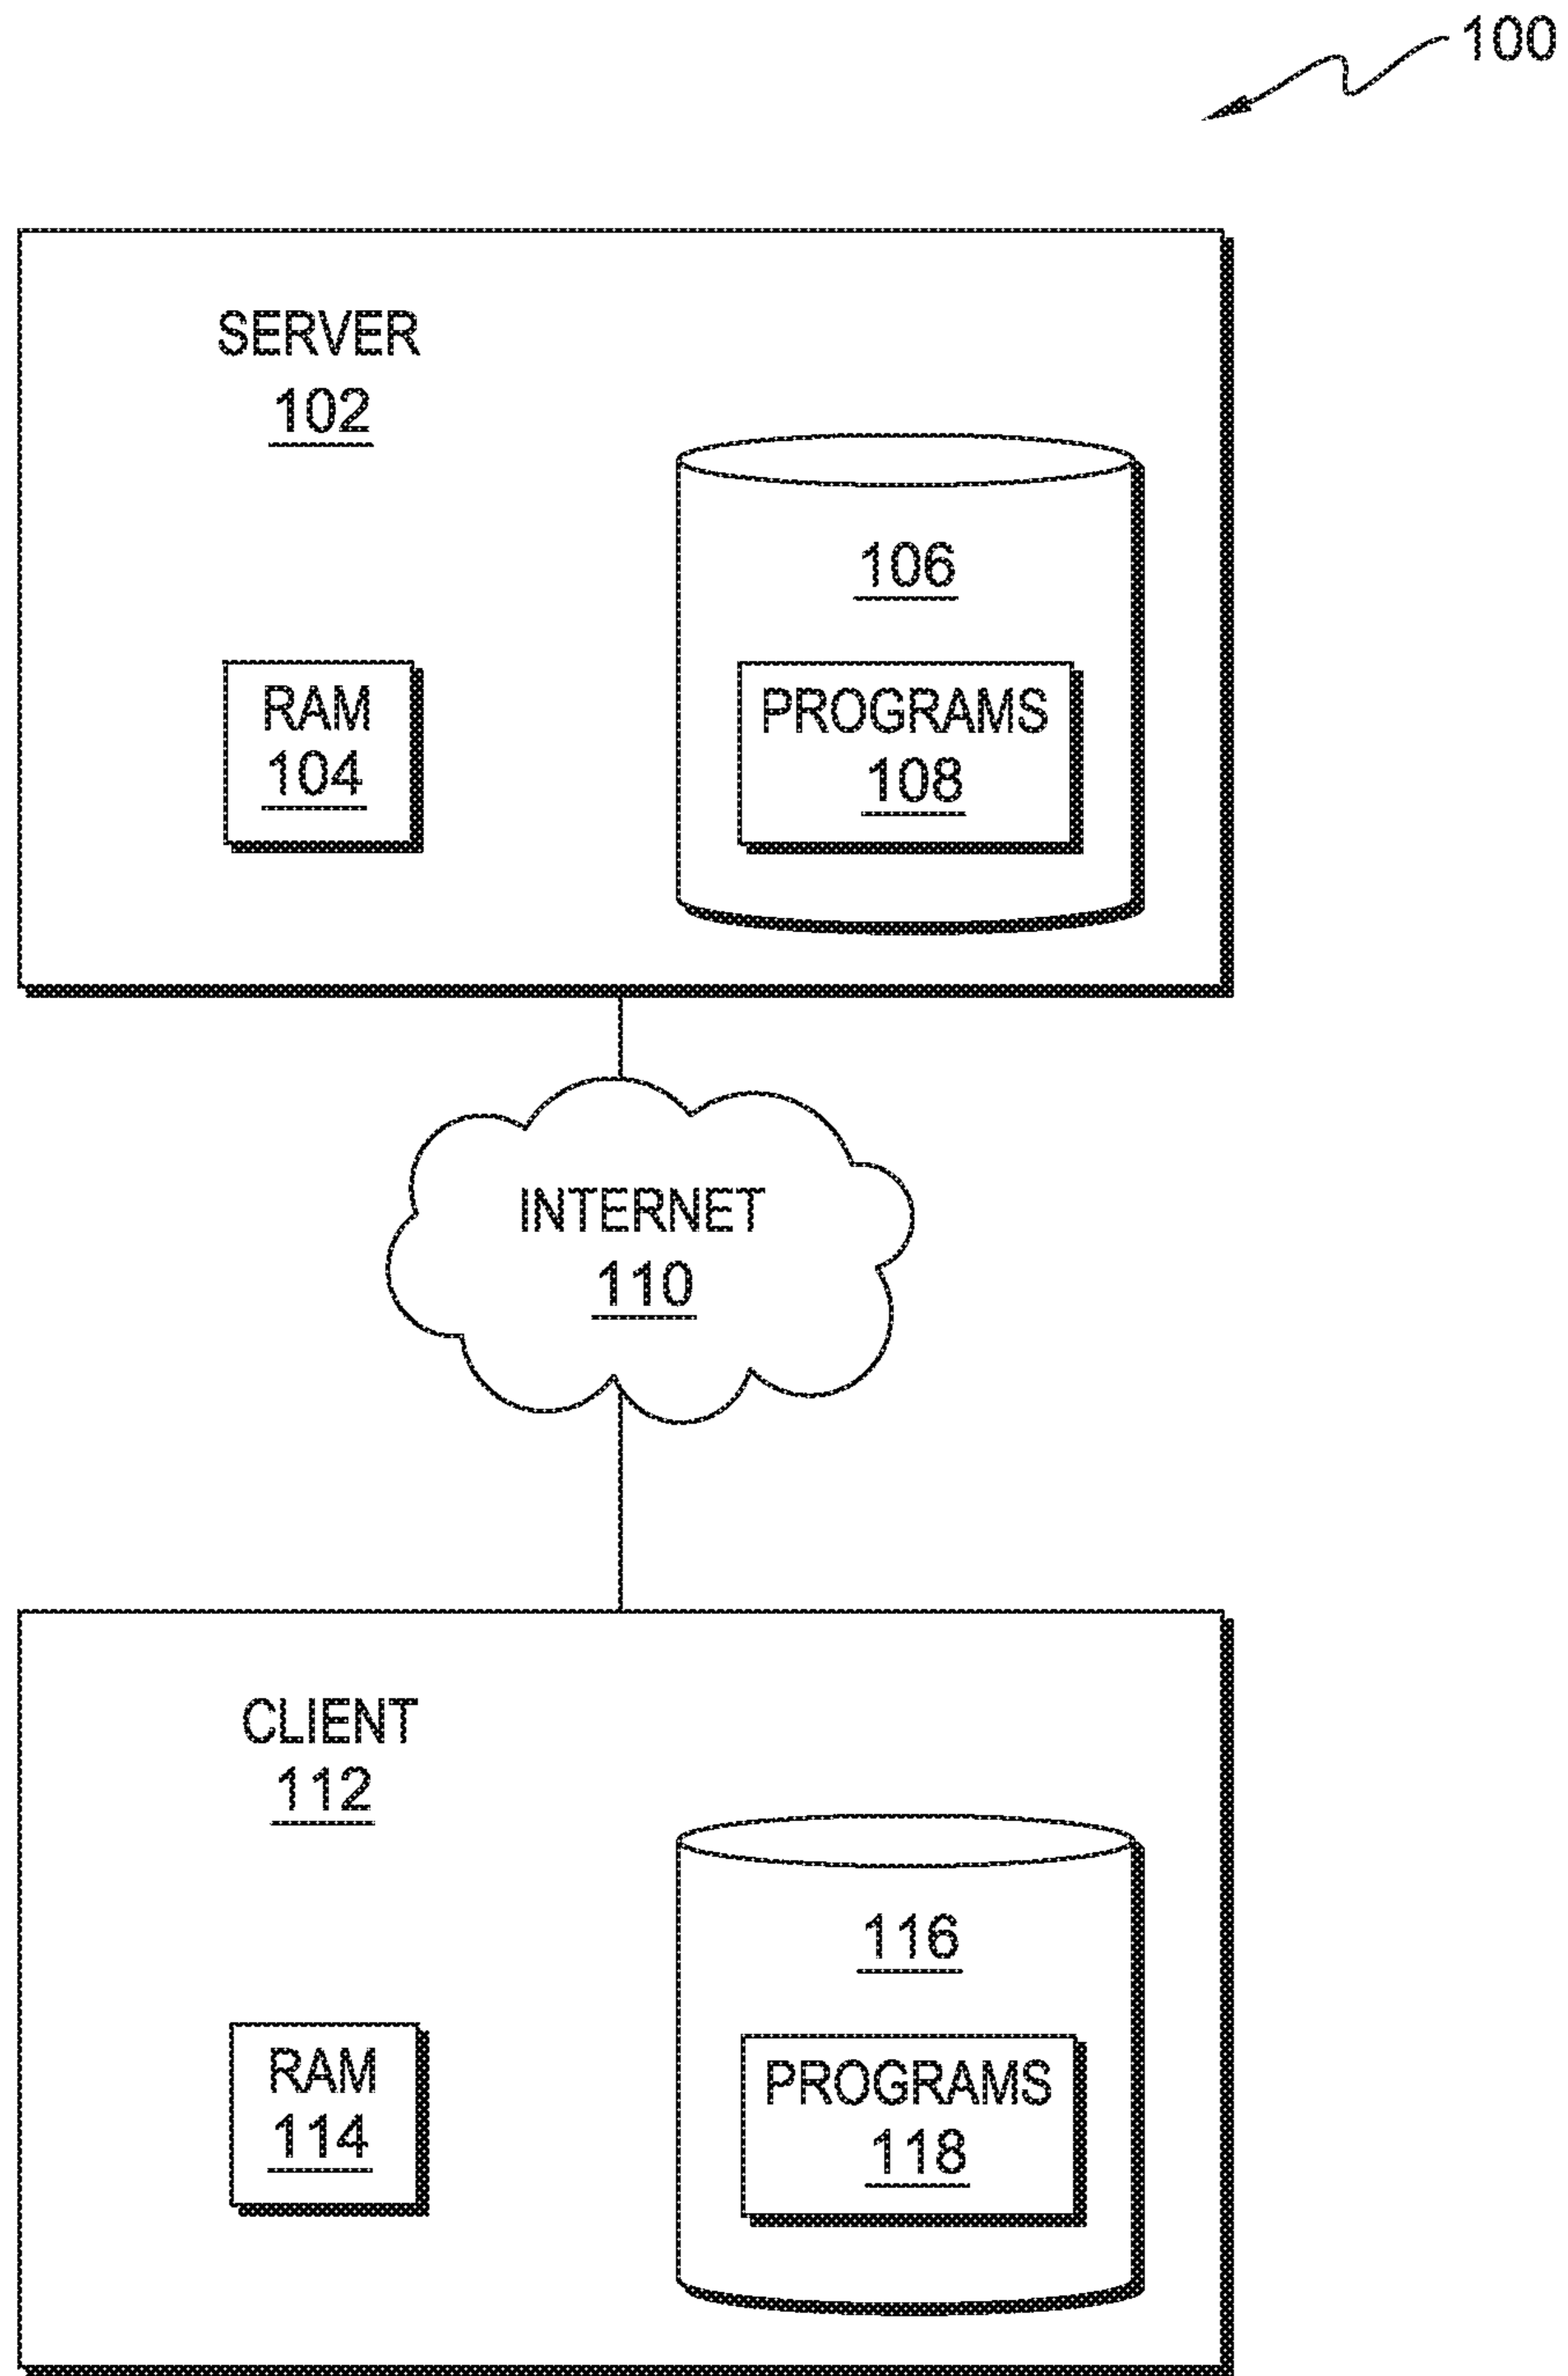 100
SERVER
102
106
RAM
104
PROGRAMS
108
INTERNET
110
CLIENT
112
116
RAM
114
PROGRAMS
118